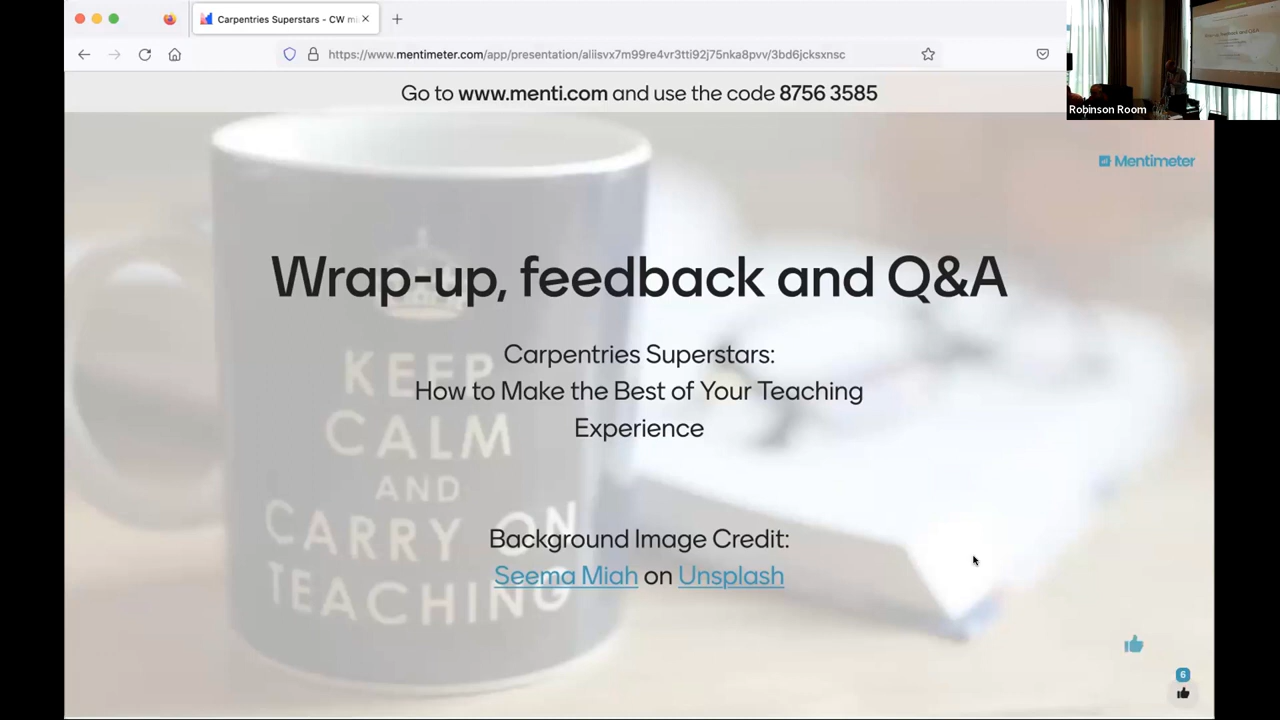 Carpentries Superstars - CW mi
https://www.mentimeter.com/app/presentation/aliisvx7m99re4vr3tti92j75nka8pvv/3bd6jcksxnsc
Go to www.menti.com and use the code 8756 3585
Robinson Room
Mentimeter
Wrap-up, feedback and Q&A
Carpentries Superstars:
How to Make the Best of Your Teaching
Experience
KEEP
CALM
AND
CARRY ON
TEACHING
Background Image Credit:
Seema Miah on Unsplash
6